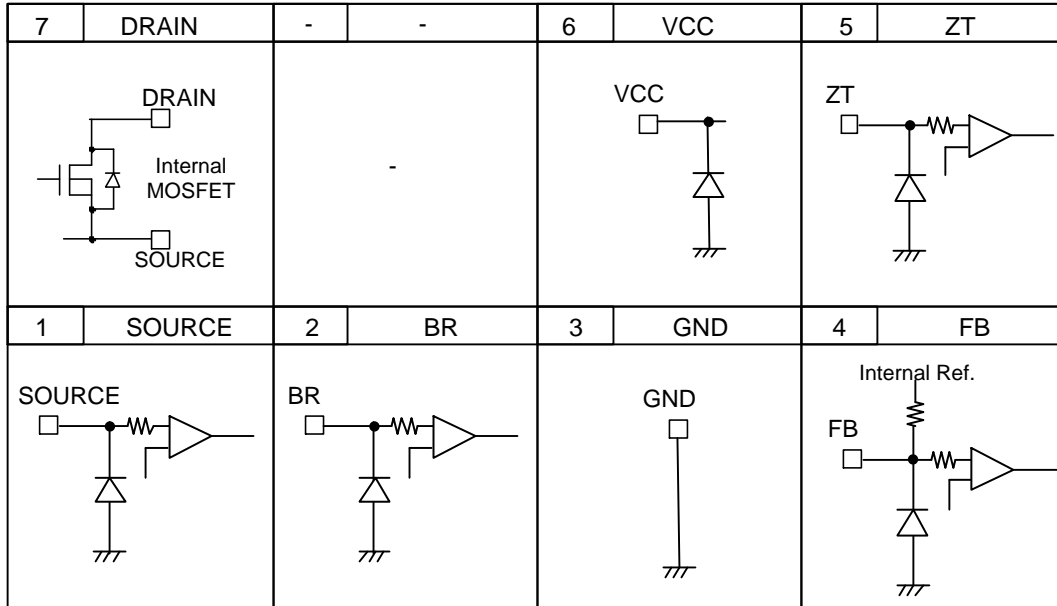 7 DRAIN - - 6 VCC 5 ZT
DRAIN
Internal
MOSFET
SOURCE
-
VCC
ZT
1 SOURCE 2 BR 3 GND 4 FB
SOURCE
BR
GND
Internal Ref.
FB